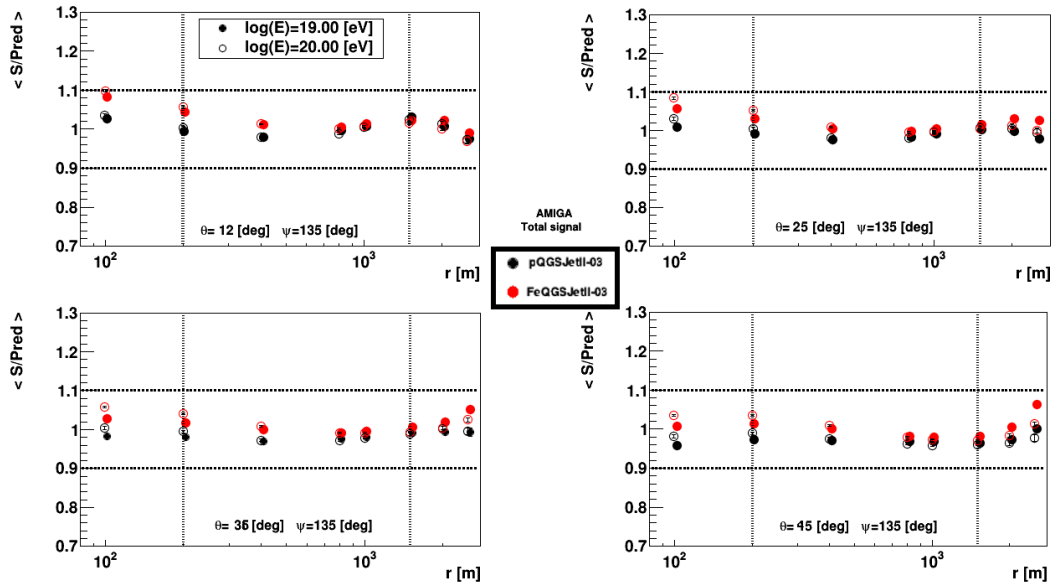 < S/Pred >
1.3
1.2
1.1
1
0.9
0.8
0.7
log(E)=19.00 [eV]
log(E)=20.00 [eV]
θ= 12 [deg] ψ=135 [deg]
10²
10³
r [m]
< S/Pred >
1.3
1.2
1.1
1
0.9
0.8
0.7
θ= 25 [deg] ψ=135 [deg]
10²
10³
r [m]
AMIGA
Total signal
pQGSJetII-03
FeQGSJetII-03
< S/Pred >
1.3
1.2
1.1
1
0.9
0.8
0.7
θ= [deg] ψ=135 [deg]
10²
10³
r [m]
< S/Pred >
1.3
1.2
1.1
1
0.9
0.8
0.7
θ= 45 [deg] ψ=135 [deg]
10²
10³
r [m]